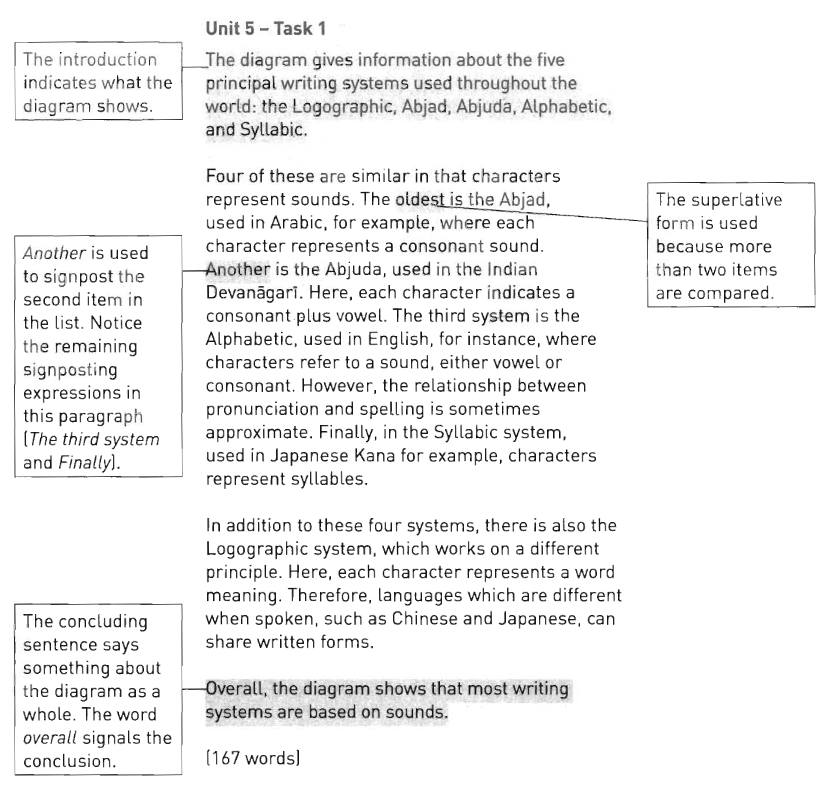 Unit 5 – Task 1
The introduction
indicates what the
diagram shows.
The diagram gives information about the five
principal writing systems used throughout the
world: the Logographic, Abjad, Abjuda, Alphabetic,
and Syllabic.
Four of these are similar in that characters
represent sounds. The oldest is the Abjad,
used in Arabic, for example, where each
character represents a consonant sound.
Another is the Abjuda, used in the Indian
Devanāgarī. Here, each character indicates a
consonant plus vowel. The third system is the
Alphabetic, used in English, for instance, where
characters refer to a sound, either vowel or
consonant. However, the relationship between
pronunciation and spelling is sometimes
approximate. Finally, in the Syllabic system,
used in Japanese Kana for example, characters
represent syllables.
The superlative
form is used
because more
than two items
are compared.
Another is used
to signpost the
second item in
the list. Notice
the remaining
signposting
expressions in
this paragraph
(The third system
and Finally).
In addition to these four systems, there is also the
Logographic system, which works on a different
principle. Here, each character represents a word
meaning. Therefore, languages which are different
when spoken, such as Chinese and Japanese, can
share written forms.
The concluding
sentence says
something about
the diagram as a
whole. The word
overall signals the
conclusion.
Overall, the diagram shows that most writing
systems are based on sounds.
(167 words)